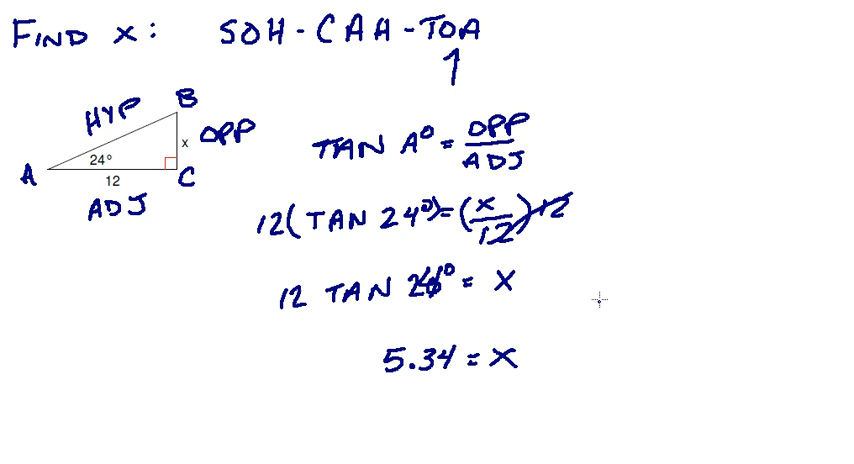 FIND X: SOH - CAA - TOA
HYP
B
X OPP
A 24° C
12
ADJ
TAN A° = OPP/ADJ
12(TAN 24°) = (X/12)12
12 TAN 24° = X
5.34 = X